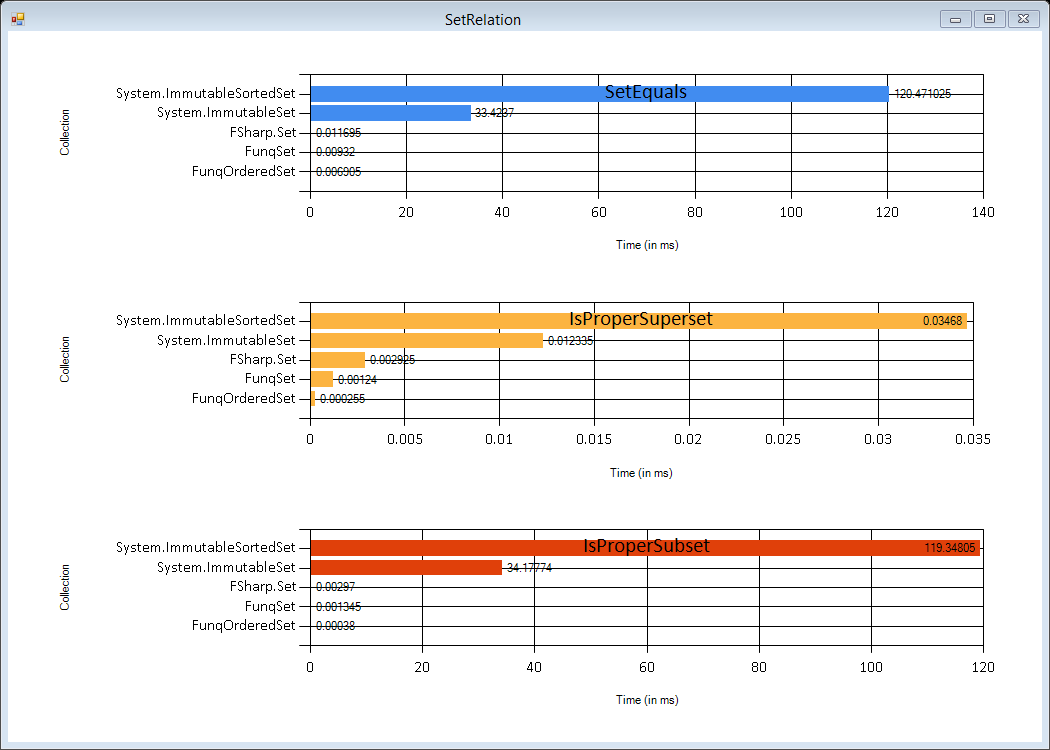 SetRelation
SetEquals
Collection
System.ImmutableSortedSet 120.471025
System.ImmutableSet 33.4237
FSharp.Set 0.011695
FunqSet 0.00932
FunqOrderedSet 0.006905
0 20 40 60 80 100 120 140
Time (in ms)
IsProperSuperset
Collection
System.ImmutableSortedSet 0.03468
System.ImmutableSet 0.012335
FSharp.Set 0.002925
FunqSet 0.00124
FunqOrderedSet 0.000255
0 0.005 0.01 0.015 0.02 0.025 0.03 0.035
Time (in ms)
IsProperSubset
Collection
System.ImmutableSortedSet 119.34805
System.ImmutableSet 34.17774
FSharp.Set 0.00297
FunqSet 0.001345
FunqOrderedSet 0.00038
0 20 40 60 80 100 120
Time (in ms)